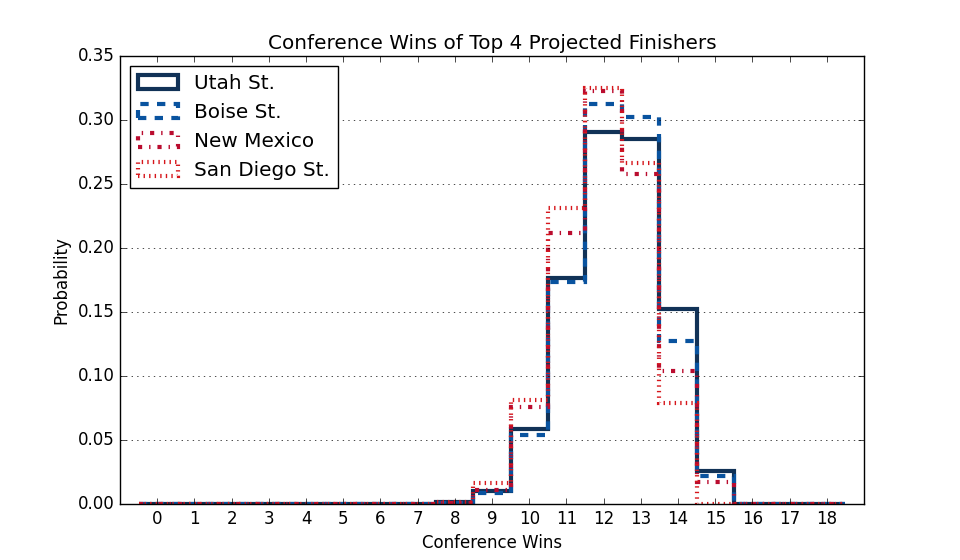 Conference Wins of Top 4 Projected Finishers
0.35
0.30
0.25
0.20
0.15
0.10
0.05
0.00
Probability
Utah St.
Boise St.
New Mexico
San Diego St.
0 1 2 3 4 5 6 7 8 9 10 11 12 13 14 15 16 17 18
Conference Wins